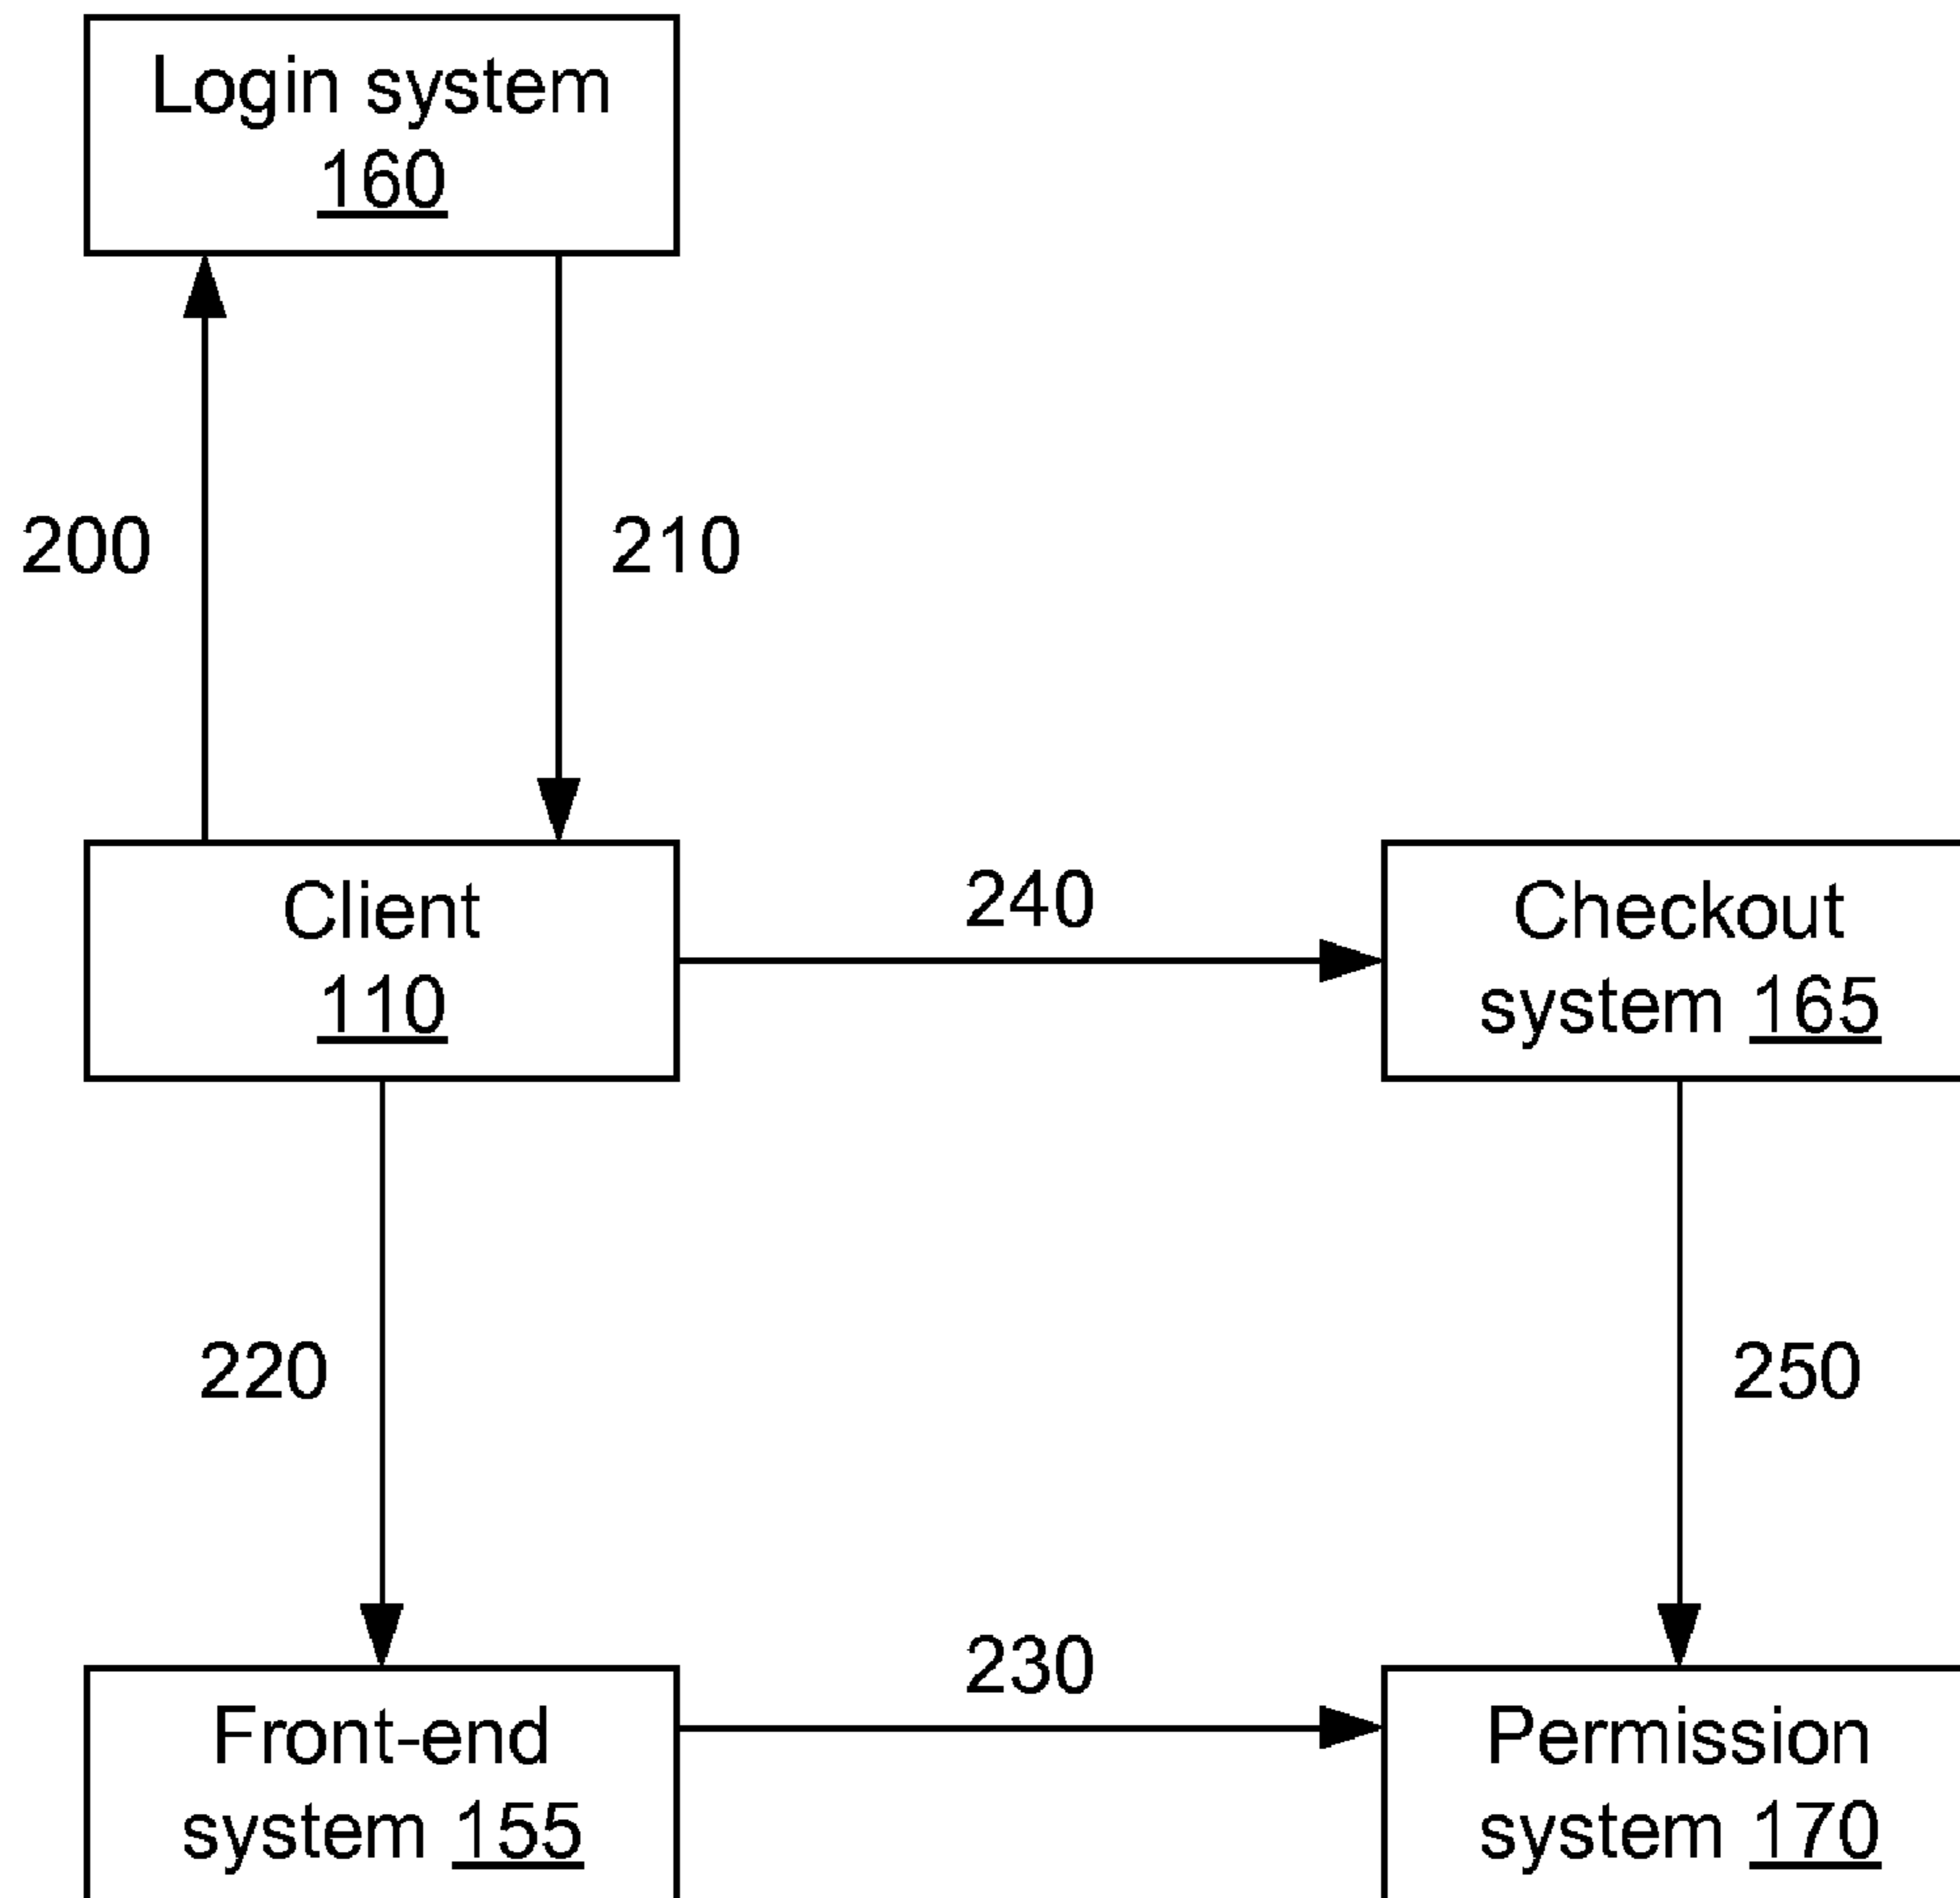 Login system
160
200
210
Client
110
240
Checkout
system 165
220
250
230
Front-end
system 155
Permission
system 170